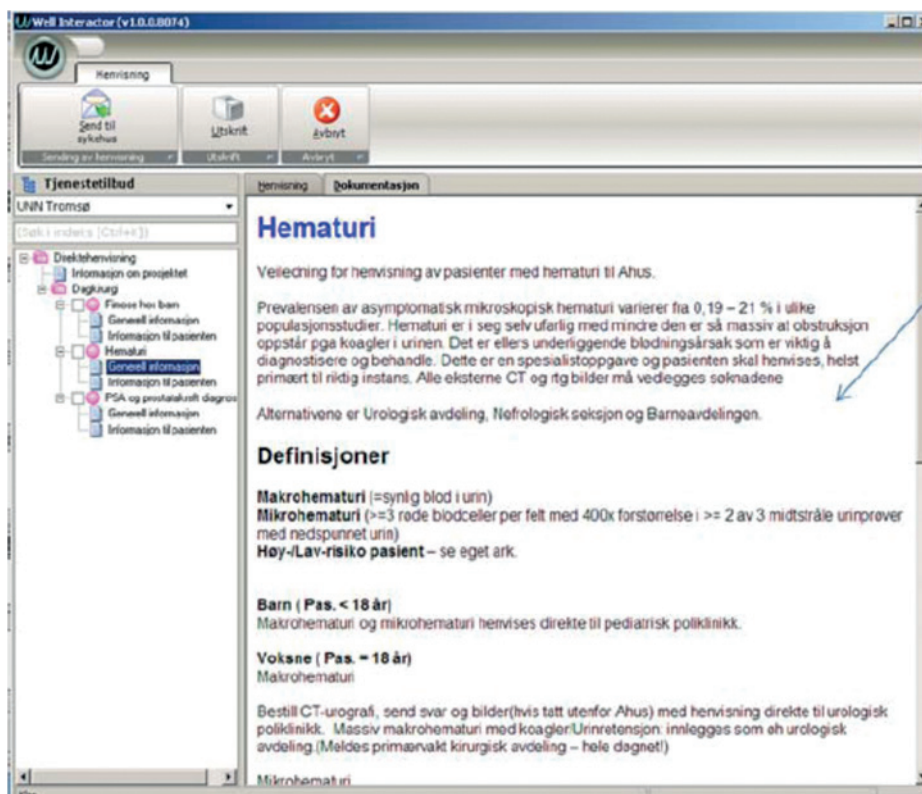 Well Interactor (v1.0.0.8074)
Henvisning
Send til
sykehus
Utskrift
Avbryt
Sending av henvisning
Utskrift
Avbryt
Tjenestetilbud
UNN Tromsø
(Søk i indeks [Ctrl+K])
Direktehenvisning
Informasjon om prosjektet
Dagkirurg
Fimose hos barn
Generell informasjon
Informasjon til pasienten
Hematuri
Generell informasjon
Informasjon til pasienten
PSA og prostatakreft diagnos
Generell informasjon
Informasjon til pasienten
Henvisning
Dokumentasjon
Hematuri
Veiledning for henvisning av pasienter med hematuri til Ahus.
Prevalensen av asymptomatisk mikroskopisk hematuri varierer fra 0,19 – 21 % i ulike
populasjonsstudier. Hematuri er i seg selv ufarlig med mindre den er så massiv at obstruksjon
oppstår pga koagler i urinen. Det er ellers underliggende blødningsårsak som er viktig å
diagnostisere og behandle. Dette er en spesialistoppgave og pasienten skal henvises, helst
primært til riktig instans. Alle eksterne CT og rtg bilder må vedlegges søknadene
Alternativene er Urologisk avdeling, Nefrologisk seksjon og Barneavdelingen.
Definisjoner
Makrohematuri (=synlig blod i urin)
Mikrohematuri (>=3 røde blodceller per felt med 400x forstørrelse i >= 2 av 3 midtstråle urinprøver
med nedspunnet urin)
Høy-/Lav-risiko pasient – se eget ark.
Barn ( Pas. < 18 år)
Makrohematuri og mikrohematuri henvises direkte til pediatrisk poliklinikk.
Voksne ( Pas. = 18 år)
Makrohematuri
Bestill CT-urografi, send svar og bilder(hvis tatt utenfor Ahus) med henvisning direkte til urologisk
poliklinikk. Massiv makrohematuri med koagler/Urinretensjon: innlegges som øh urologisk
avdeling.(Meldes primærvakt kirurgisk avdeling – hele døgnet!)
Mikrohematuri